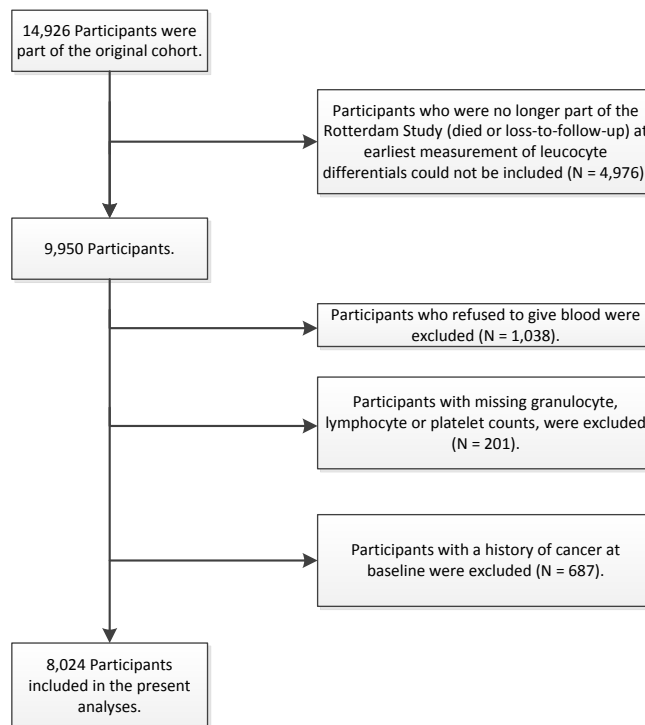 14,926 Participants were
part of the original cohort.
Participants who were no longer part of the
Rotterdam Study (died or loss-to-follow-up) at
earliest measurement of leucocyte
differentials could not be included (N = 4,976)
9,950 Participants.
Participants who refused to give blood were
excluded (N = 1,038).
Participants with missing granulocyte,
lymphocyte or platelet counts, were excluded
(N = 201).
Participants with a history of cancer at
baseline were excluded (N = 687).
8,024 Participants
included in the present
analyses.